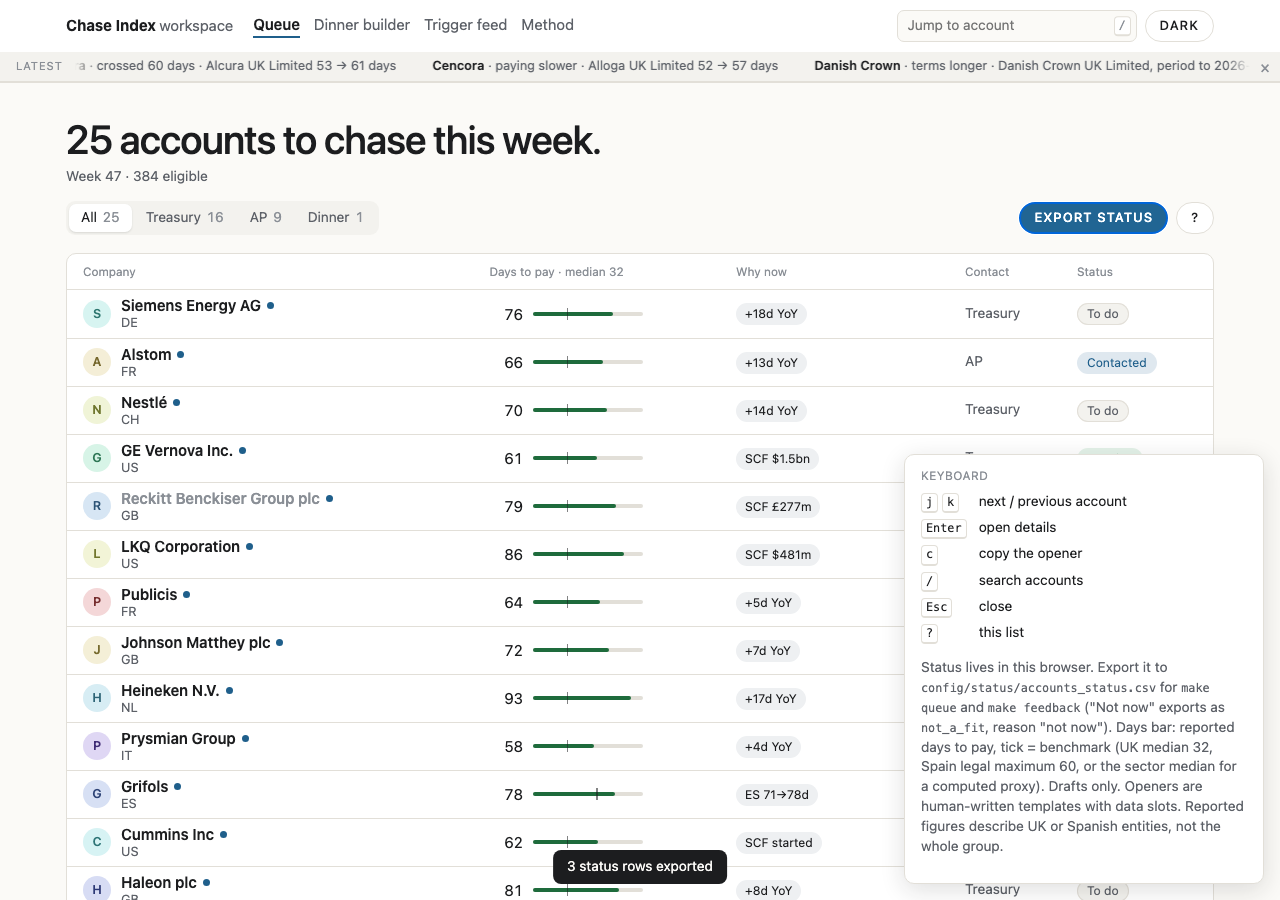 Chase Index workspace Queue Dinner builder Trigger feed Method Jump to account / DARK
LATEST a · crossed 60 days · Alcura UK Limited 53 → 61 days Cencora · paying slower · Alloga UK Limited 52 → 57 days Danish Crown · terms longer · Danish Crown UK Limited, period to 2026 ×
25 accounts to chase this week.
Week 47 · 384 eligible
All 25 Treasury 16 AP 9 Dinner 1 EXPORT STATUS ?
Company Days to pay · median 32 Why now Contact Status
S Siemens Energy AG 76 +18d YoY Treasury To do
DE
A Alstom 66 +13d YoY AP Contacted
FR
N Nestlé 70 +14d YoY Treasury To do
CH
G GE Vernova Inc. 61 SCF $1.5bn
US
R Reckitt Benckiser Group plc 79 SCF £277m
GB
L LKQ Corporation 86 SCF $481m
US
P Publicis 64 +5d YoY
FR
J Johnson Matthey plc 72 +7d YoY
GB
H Heineken N.V. 93 +17d YoY
NL
P Prysmian Group 58 +4d YoY
IT
G Grifols 78 ES 71→78d
ES
C Cummins Inc 62 SCF started
US
H Haleon plc 81 +8d YoY Treasury To do
GB
KEYBOARD
j k next / previous account
Enter open details
c copy the opener
/ search accounts
Esc close
? this list
Status lives in this browser. Export it to
config/status/accounts_status.csv for make
queue and make feedback ("Not now" exports as
not_a_fit, reason "not now"). Days bar: reported
days to pay, tick = benchmark (UK median 32,
Spain legal maximum 60, or the sector median for
a computed proxy). Drafts only. Openers are
human-written templates with data slots. Reported
figures describe UK or Spanish entities, not the
whole group.
3 status rows exported